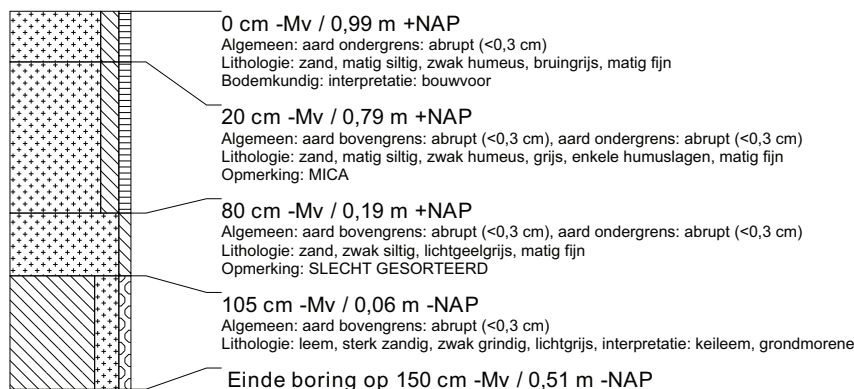 0 cm -Mv / 0,99 m +NAP
Algemeen: aard ondergrens: abrupt (<0,3 cm)
Lithologie: zand, matig siltig, zwak humeus, bruingrijs, matig fijn
Bodemkundig: interpretatie: bouwvoor
20 cm -Mv / 0,79 m +NAP
Algemeen: aard bovengrens: abrupt (<0,3 cm), aard ondergrens: abrupt (<0,3 cm)
Lithologie: zand, matig siltig, zwak humeus, grijs, enkele humuslagen, matig fijn
Opmerking: MICA
80 cm -Mv / 0,19 m +NAP
Algemeen: aard bovengrens: abrupt (<0,3 cm), aard ondergrens: abrupt (<0,3 cm)
Lithologie: zand, zwak siltig, lichtgeelgrijs, matig fijn
Opmerking: SLECHT GESORTEERD
105 cm -Mv / 0,06 m -NAP
Algemeen: aard bovengrens: abrupt (<0,3 cm)
Lithologie: leem, sterk zandig, zwak grindig, lichtgrijs, interpretatie: keileem, grondmorene
Einde boring op 150 cm -Mv / 0,51 m -NAP